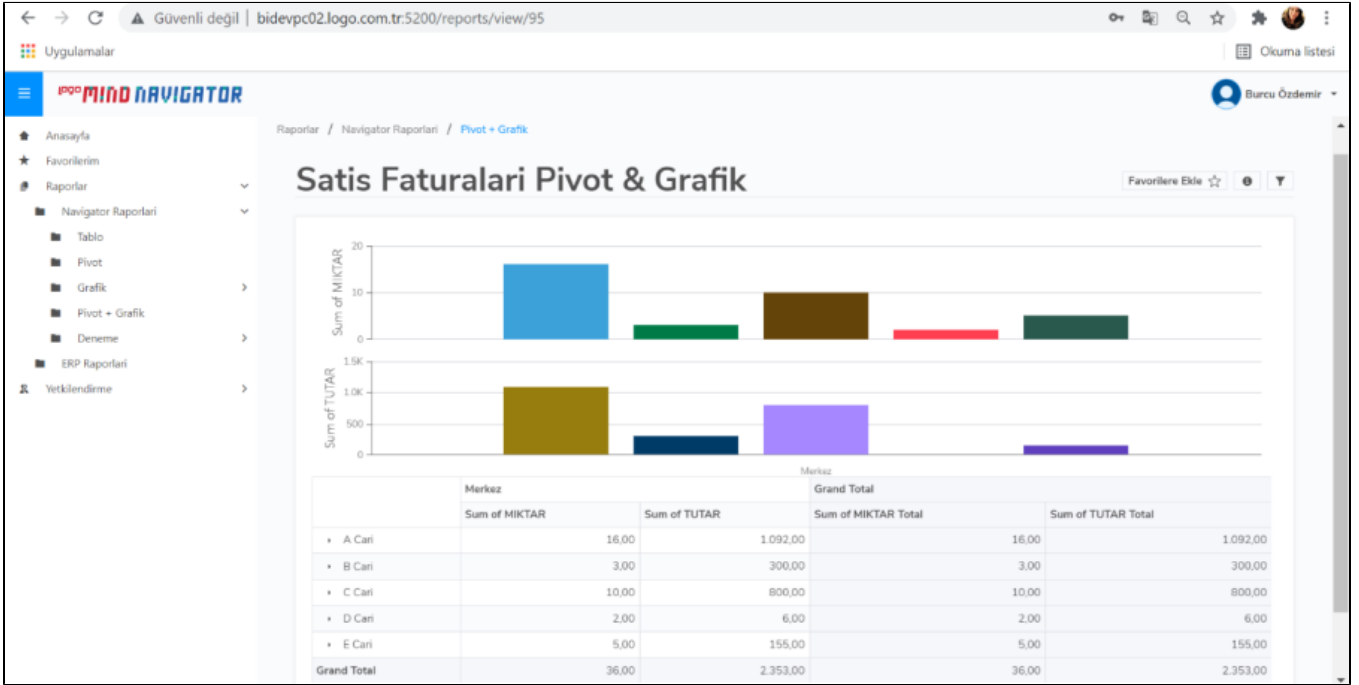 Güvenli değil | bidevpc02.logo.com.tr:5200/reports/view/95
Uygulamalar
Okuma listesi
logo MIND NAVIGATOR
Burcu Özdemir
Anasayfa
Favorilerim
Raporlar
Navigator Raporlari
Tablo
Pivot
Grafik
Pivot + Grafik
Deneme
ERP Raporlari
Yetkilendirme
Raporlar / Navigator Raporlari / Pivot + Grafik
Satis Faturalari Pivot & Grafik
Favorilere Ekle
Sum of MIKTAR
20
10
0
Sum of TUTAR
1.5K
1.0K
500
0
Merkez
Merkez Grand Total
Sum of MIKTAR Sum of TUTAR Sum of MIKTAR Total Sum of TUTAR Total
A Cari 16,00 1.092,00 16,00 1.092,00
B Cari 3,00 300,00 3,00 300,00
C Cari 10,00 800,00 10,00 800,00
D Cari 2,00 6,00 2,00 6,00
E Cari 5,00 155,00 5,00 155,00
Grand Total 36,00 2.353,00 36,00 2.353,00